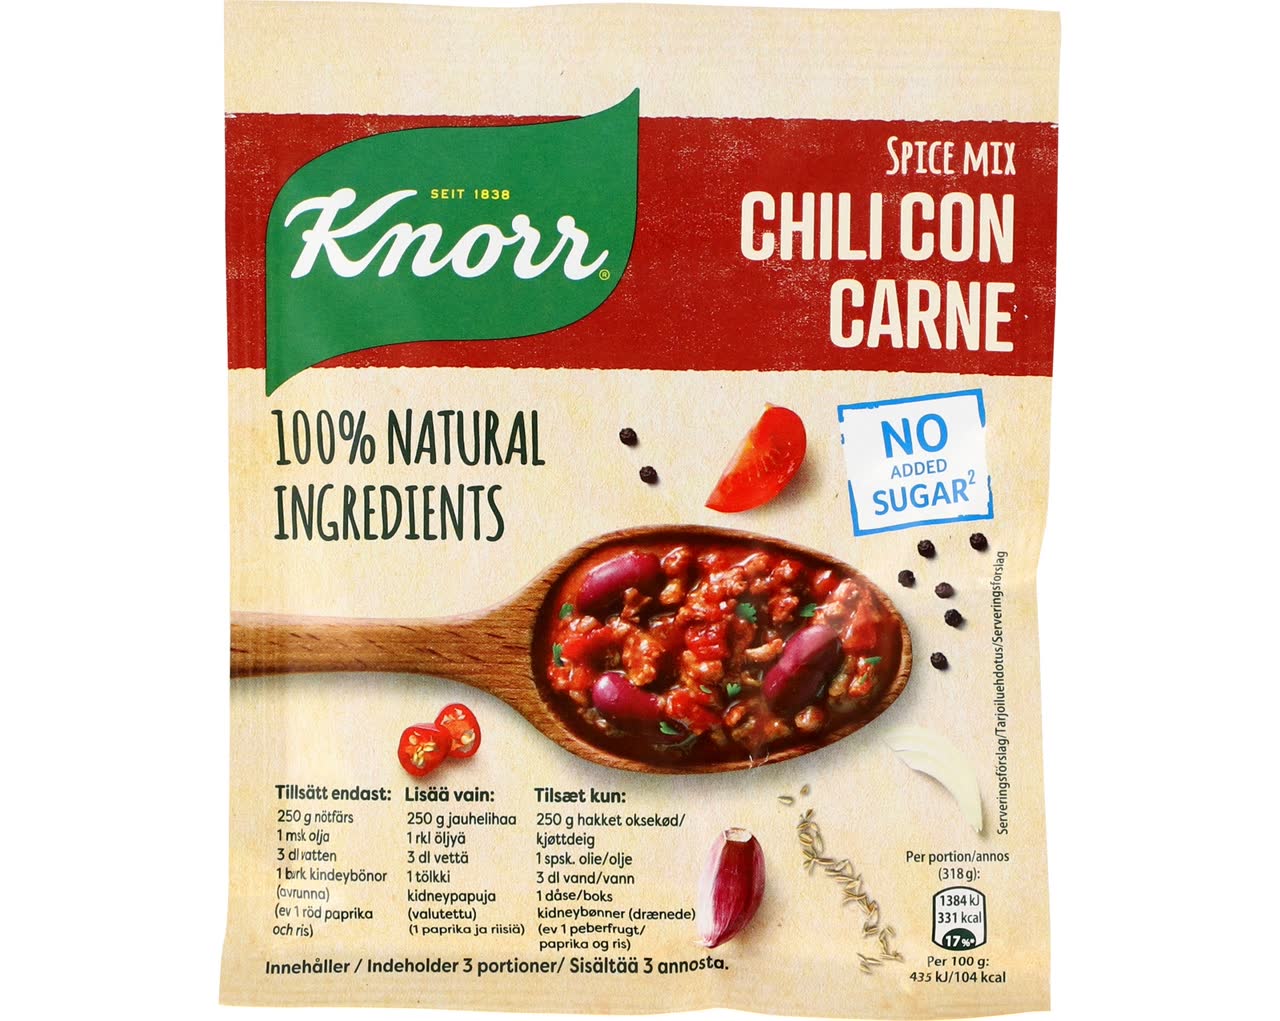 SEIT 1838
Knorr®
SPICE MIX
CHILI CON
CARNE
100% NATURAL
INGREDIENTS
NO
ADDED
SUGAR²
Serveringsförslag/Tarjoiluehdotus/Serveringsforslag
Tillsätt endast:
250 g nötfärs
1 msk olja
3 dl vatten
1 burk kindeybönor
(avrunna)
(ev 1 röd paprika
och ris)
Lisää vain:
250 g jauhelihaa
1 rkl öljyä
3 dl vettä
1 tölkki
kidneypapuja
(valutettu)
(1 paprika ja riisiä)
Tilsæt kun:
250 g hakket oksekød/
kjøttdeig
1 spsk. olie/olje
3 dl vand/vann
1 dåse/boks
kidneybønner (drænede)
(ev 1 peberfrugt/
paprika og ris)
Innehåller / Indeholder 3 portioner/ Sisältää 3 annosta.
Per portion/annos
(318 g):
1384 kJ
331 kcal
17%*
Per 100 g:
435 kJ/104 kcal